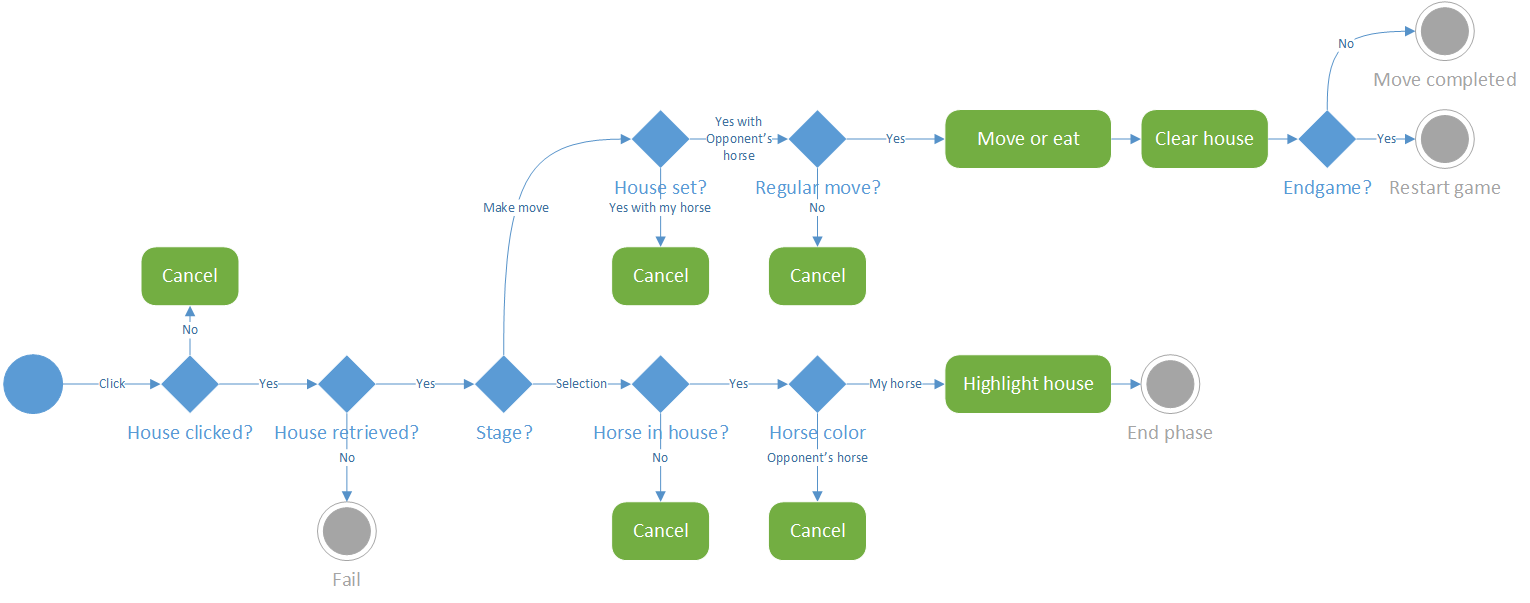 No
Move completed
Yes with
Opponent's
horse
Yes
Move or eat
Clear house
Yes
House set?
Regular move?
Endgame?
Restart game
Make move
Yes with my horse
No
Cancel
Cancel
Cancel
No
Click
Yes
Yes
Selection
Yes
My horse
Highlight house
House clicked?
House retrieved?
Stage?
Horse in house?
Horse color
End phase
No
No
Opponent's horse
Cancel
Cancel
Fail